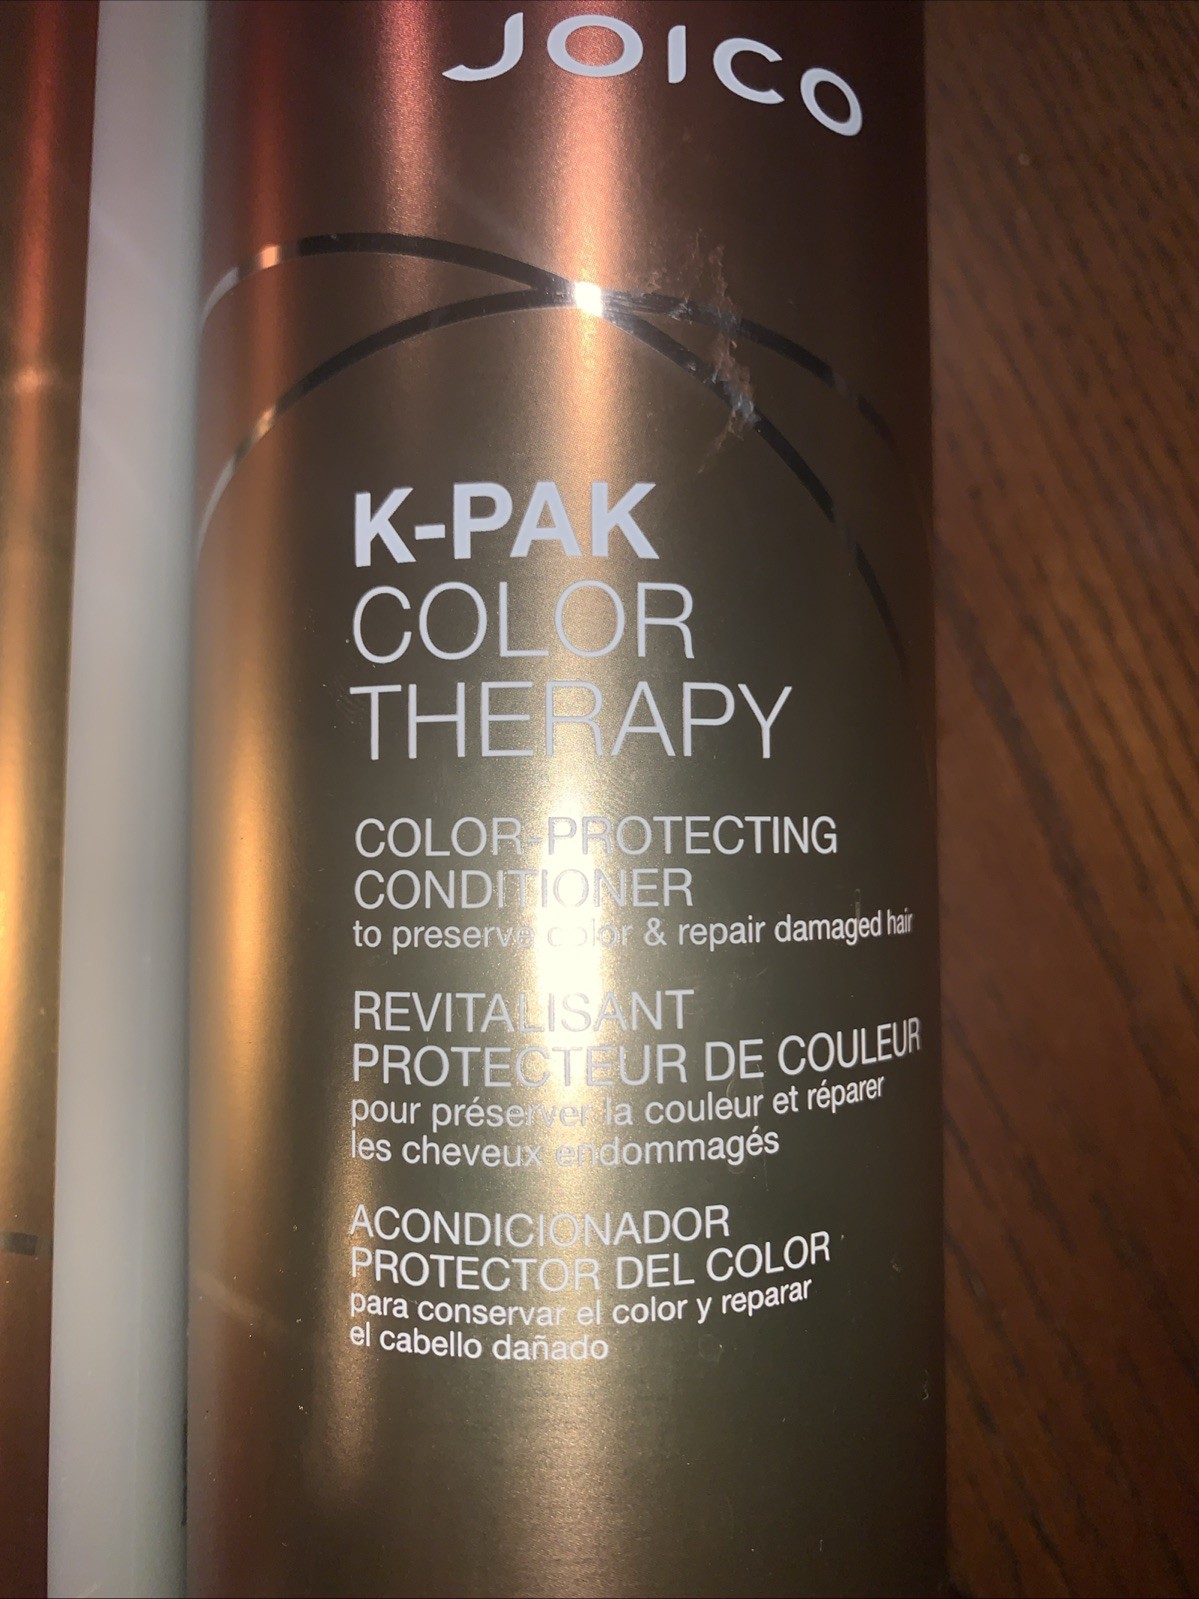 JOICO
K-PAK
COLOR
THERAPY
COLOR-PROTECTING
CONDITIONER
to preserve color & repair damaged hair
REVITALISANT
PROTECTEUR DE COULEUR
pour préserver la couleur et réparer
les cheveux endommagés
ACONDICIONADOR
PROTECTOR DEL COLOR
para conservar el color y reparar
el cabello dañado